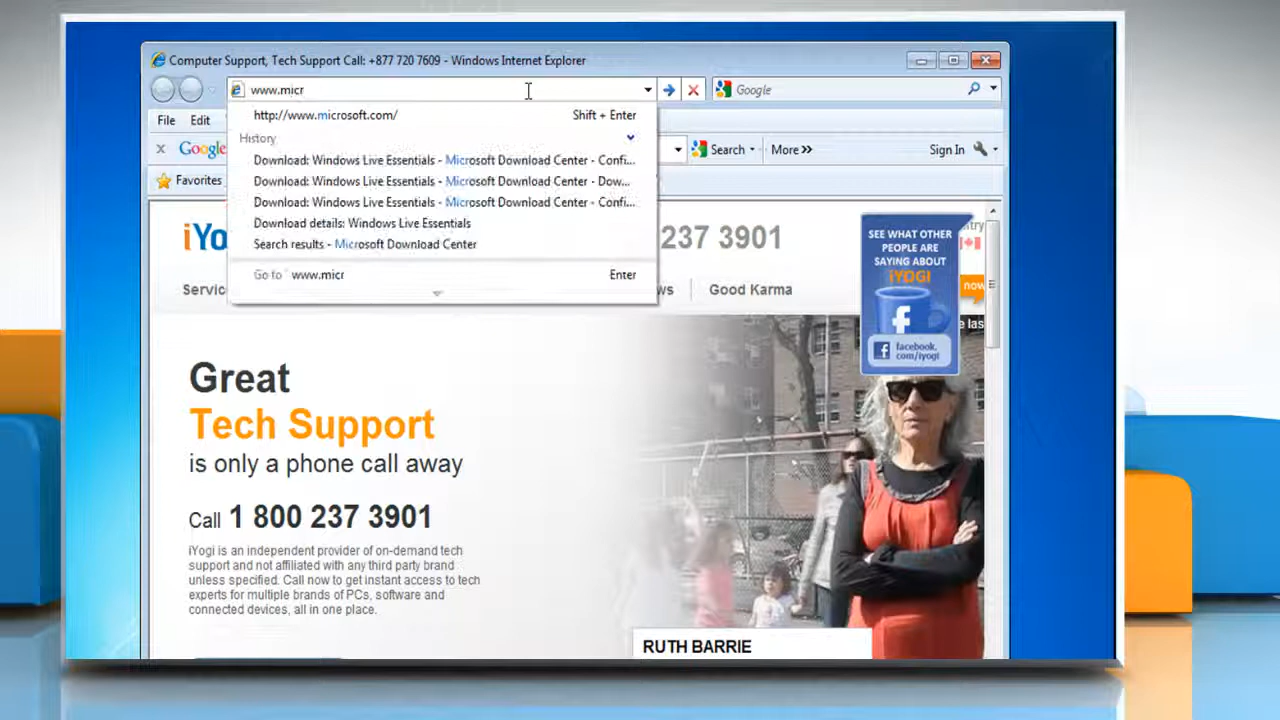 Computer Support, Tech Support Call: +877 720 7609 - Windows Internet Explorer
www.micr
Google
http://www.microsoft.com/ Shift + Enter
File Edit
History
Google Search More » Sign In
Download: Windows Live Essentials - Microsoft Download Center - Confi...
Download: Windows Live Essentials - Microsoft Download Center - Dow...
Favorites
Download: Windows Live Essentials - Microsoft Download Center - Confi...
Download details: Windows Live Essentials
Search results - Microsoft Download Center
Go to www.micr Enter
iYo 237 3901
SEE WHAT OTHER
PEOPLE ARE
SAYING ABOUT
iYOGI
facebook.
com/iyogi
Good Karma
now
Great
Tech Support
is only a phone call away
Call 1 800 237 3901
iYogi is an independent provider of on-demand tech
support and not affiliated with any third party brand
unless specified. Call now to get instant access to tech
experts for multiple brands of PCs, software and
connected devices, all in one place.
RUTH BARRIE